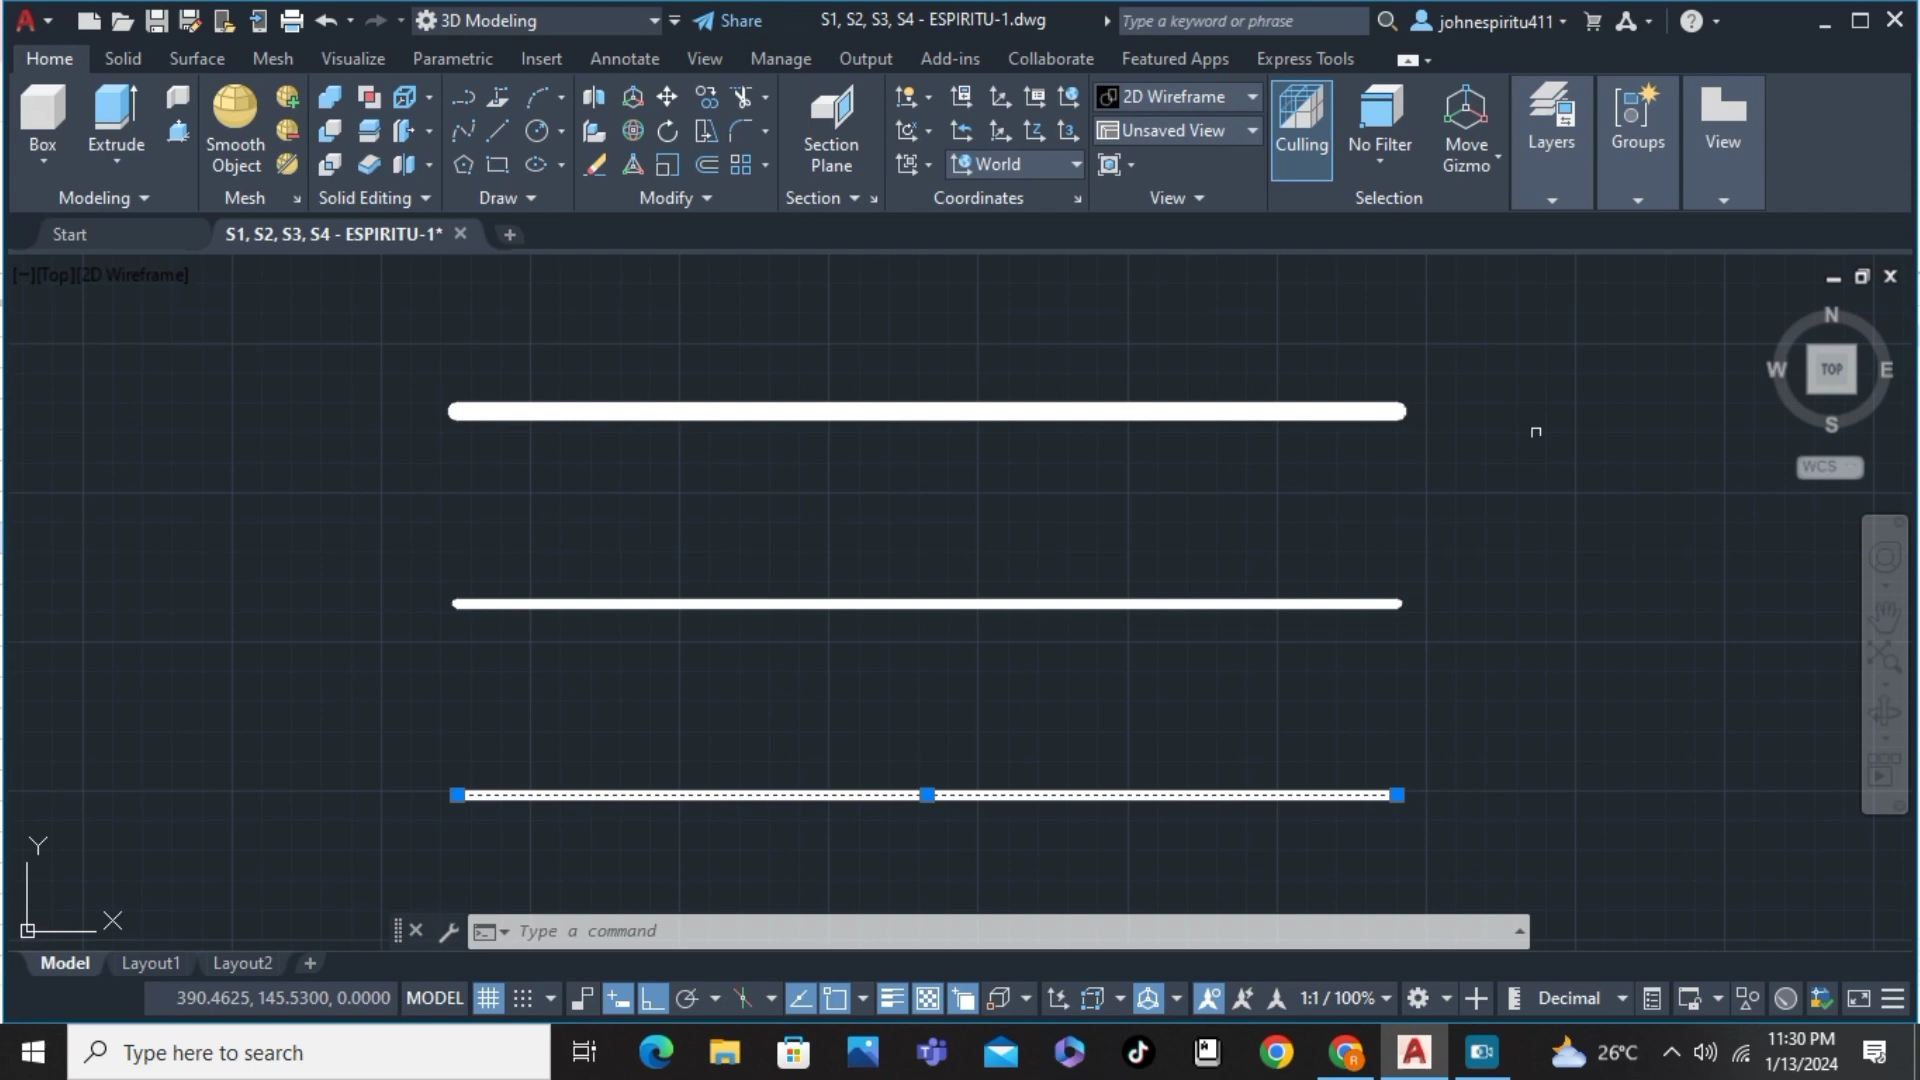 3D Modeling Share S1, S2, S3, S4 - ESPIRITU-1.dwg Type a keyword or phrase johnespiritu411
Home Solid Surface Mesh Visualize Parametric Insert Annotate View Manage Output Add-ins Collaborate Featured Apps Express Tools
2D Wireframe
Unsaved View
Box Extrude Smooth Object Section Plane World Culling No Filter Move Gizmo Layers Groups View
Modeling Mesh Solid Editing Draw Modify Section Coordinates View Selection
Start S1, S2, S3, S4 - ESPIRITU-1*
[−][Top][2D Wireframe]
N
W TOP E
S
WCS
Y
X
Type a command
Model Layout1 Layout2
390.4625, 145.5300, 0.0000 MODEL 1:1 / 100% Decimal
Type here to search 26°C 11:30 PM
1/13/2024